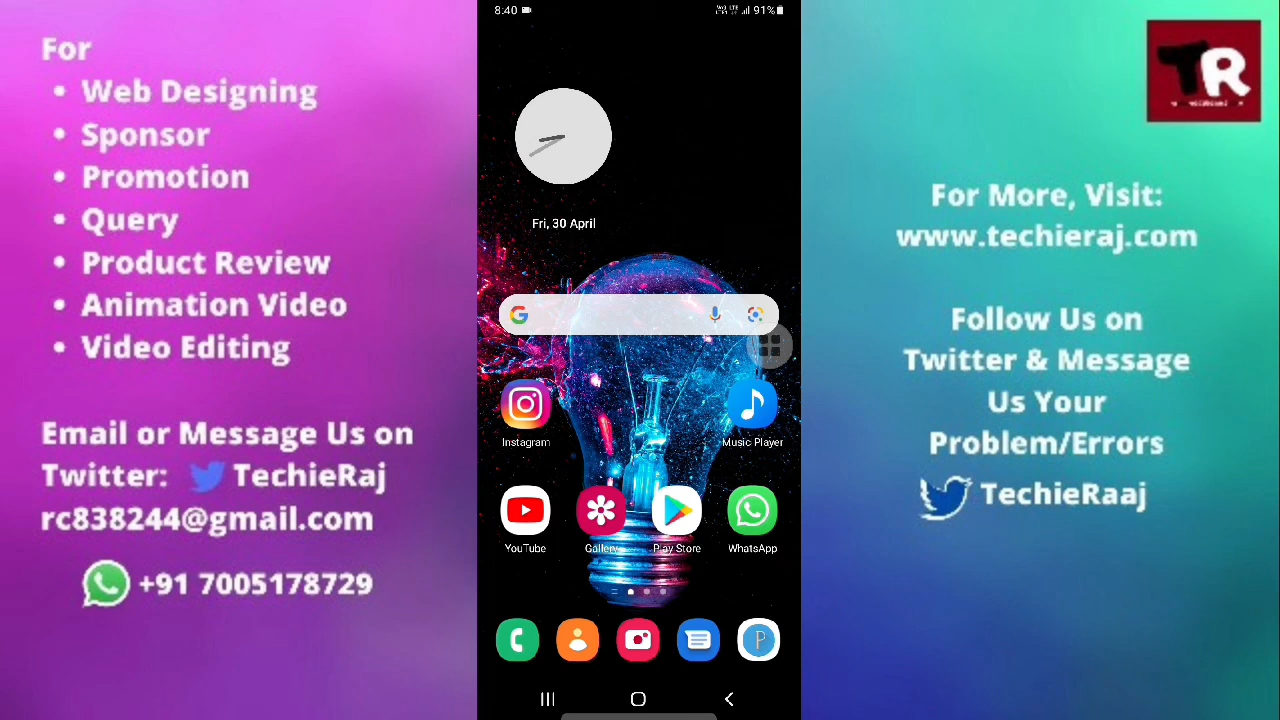 For
• Web Designing
• Sponsor
• Promotion
• Query
• Product Review
• Animation Video
• Video Editing
Email or Message Us on
Twitter: TechieRaj
rc838244@gmail.com
+91 7005178729
8:40
91%
Fri, 30 April
G
Instagram
Music Player
YouTube
Gallery
Play Store
WhatsApp
P
TR
For More, Visit:
www.techieraj.com
Follow Us on
Twitter & Message
Us Your
Problem/Errors
TechieRaaj